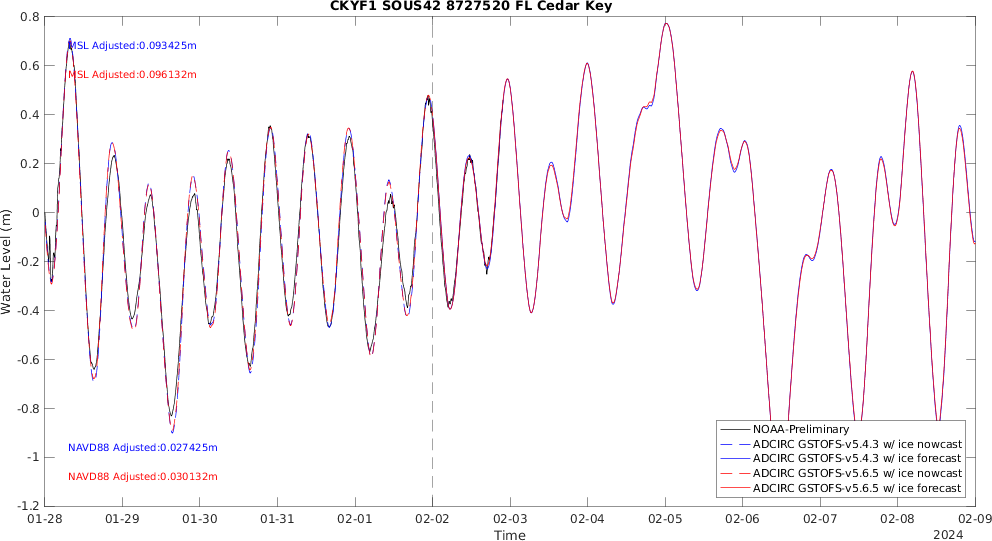 CKYF1 SOUS42 8727520 FL Cedar Key
0.8
0.6
0.4
0.2
0
-0.2
-0.4
-0.6
-0.8
-1
-1.2
Water Level (m)
MSL Adjusted:0.093425m
MSL Adjusted:0.096132m
NAVD88 Adjusted:0.027425m
NAVD88 Adjusted:0.030132m
NOAA-Preliminary
ADCIRC GSTOFS-v5.4.3 w/ ice nowcast
ADCIRC GSTOFS-v5.4.3 w/ ice forecast
ADCIRC GSTOFS-v5.6.5 w/ ice nowcast
ADCIRC GSTOFS-v5.6.5 w/ ice forecast
01-28 01-29 01-30 01-31 02-01 02-02 02-03 02-04 02-05 02-06 02-07 02-08 02-09
Time
2024